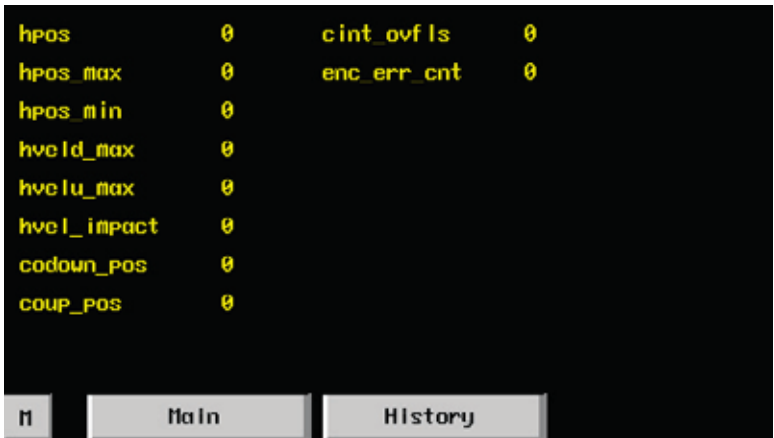 hpos 0 cint_ovfls 0
hpos_max 0 enc_err_cnt 0
hpos_min 0
hveld_max 0
hvelu_max 0
hvel_impact 0
codown_pos 0
coup_pos 0
M Main History